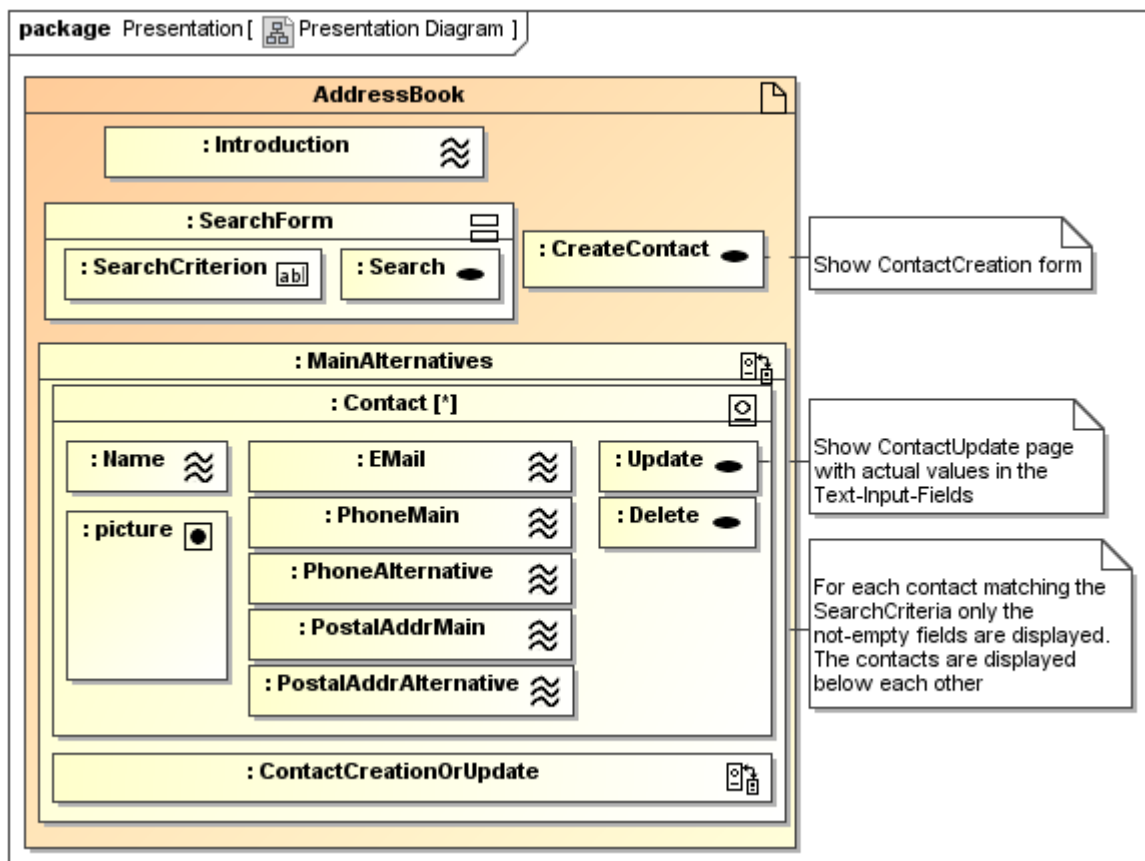 package Presentation [ Presentation Diagram ]
AddressBook
: Introduction
: SearchForm
: SearchCriterion
ab
: Search
: CreateContact
Show ContactCreation form
: MainAlternatives
: Contact [*]
: Name
: EMail
: Update
Show ContactUpdate page
with actual values in the
Text-Input-Fields
: PhoneMain
: Delete
: picture
: PhoneAlternative
: PostalAddrMain
: PostalAddrAlternative
For each contact matching the
SearchCriteria only the
not-empty fields are displayed.
The contacts are displayed
below each other
: ContactCreationOrUpdate